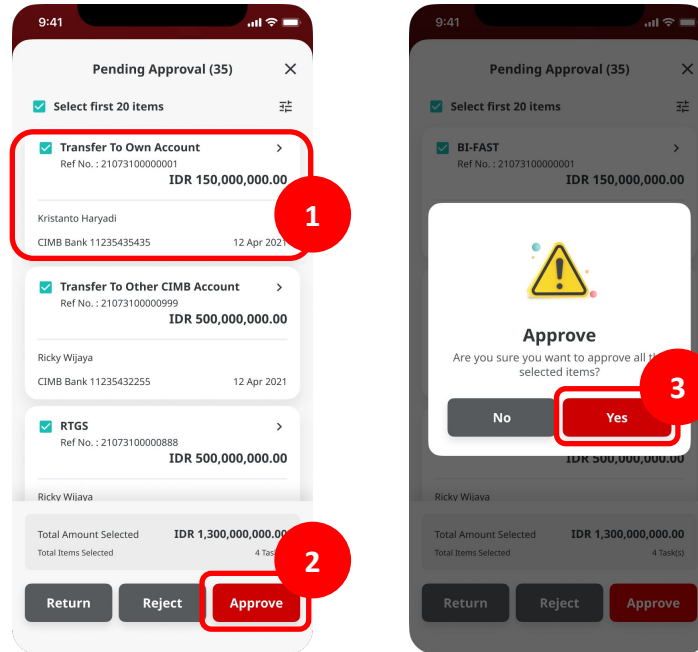 9:41
Pending Approval (35)
Select first 20 items
Transfer To Own Account
Ref No. : 21073100000001
IDR 150,000,000.00
1
Kristanto Haryadi
CIMB Bank 11235435435 12 Apr 2021
Transfer To Other CIMB Account
Ref No. : 21073100000999
IDR 500,000,000.00
Ricky Wijaya
CIMB Bank 11235432255 12 Apr 2021
RTGS
Ref No. : 21073100000888
IDR 500,000,000.00
Ricky Wijaya
Total Amount Selected IDR 1,300,000,000.00
Total Items Selected 4
2
Return Reject Approve
9:41
Pending Approval (35)
Select first 20 items
BI-FAST
Ref No. : 21073100000001
IDR 150,000,000.00
Approve
Are you sure you want to approve all
selected items?
3
No Yes
IDR 500,000,000.00
Ricky Wijaya
Total Amount Selected IDR 1,300,000,000.00
Total Items Selected 4 Task(s)
Return Reject Approve